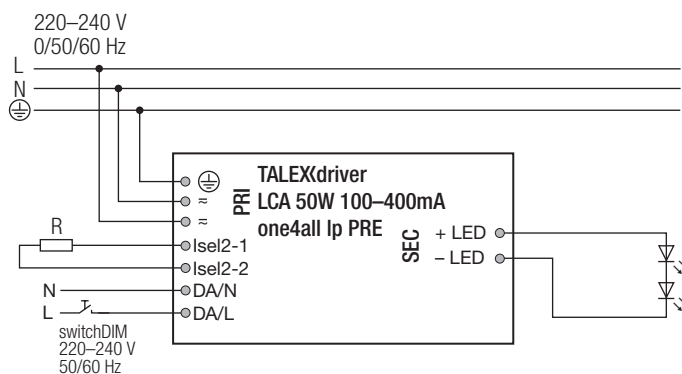 220–240 V
0/50/60 Hz
L
N
TALEXXdriver
LCA 50W 100–400mA
one4all lp PRE
PRI
SEC
≈
≈
R
Isel2-1
Isel2-2
N
DA/N
L
DA/L
+ LED
– LED
switchDIM
220–240 V
50/60 Hz